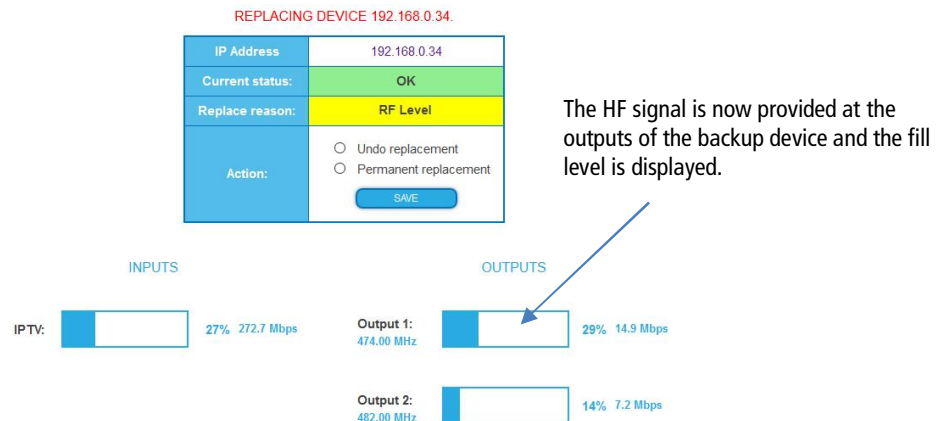 REPLACING DEVICE 192.168.0.34.
IP Address 192.168.0.34
Current status: OK
Replace reason: RF Level
Action:
Undo replacement
Permanent replacement
SAVE
The HF signal is now provided at the
outputs of the backup device and the fill
level is displayed.
INPUTS
OUTPUTS
IPTV:
27% 272.7 Mbps
Output 1:
474.00 MHz
29% 14.9 Mbps
Output 2:
482.00 MHz
14% 7.2 Mbps